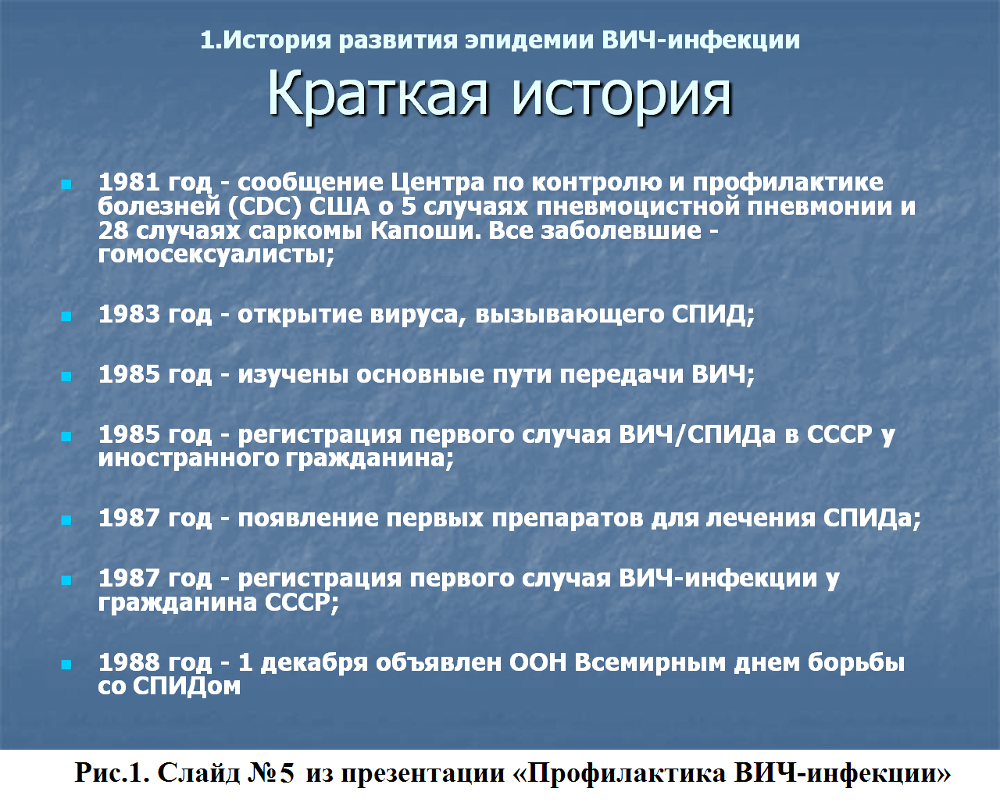 1.История развития эпидемии ВИЧ-инфекции
Краткая история
1981 год - сообщение Центра по контролю и профилактике
болезней (CDC) США о 5 случаях пневмоцистной пневмонии и
28 случаях саркомы Капоши. Все заболевшие -
гомосексуалисты;
1983 год - открытие вируса, вызывающего СПИД;
1985 год - изучены основные пути передачи ВИЧ;
1985 год - регистрация первого случая ВИЧ/СПИДа в СССР у
иностранного гражданина;
1987 год - появление первых препаратов для лечения СПИДа;
1987 год - регистрация первого случая ВИЧ-инфекции у
гражданина СССР;
1988 год - 1 декабря объявлен ООН Всемирным днем борьбы
со СПИДом
Рис.1. Слайд №5 из презентации «Профилактика ВИЧ-инфекции»